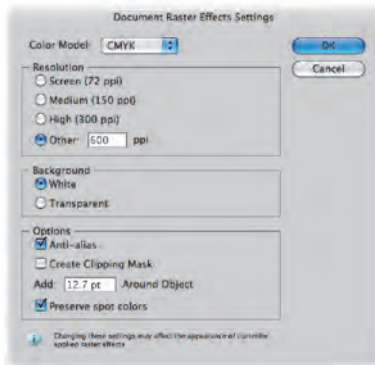 Document Raster Effects Settings
Color Model: CMYK
OK
Cancel
Resolution
Screen (72 ppi)
Medium (150 ppi)
High (300 ppi)
Other: 600 ppi
Background
White
Transparent
Options
Anti-alias
Create Clipping Mask
Add: 12.7 pt Around Object
Preserve spot colors
Changing these settings may affect the appearance of currently
applied raster effects